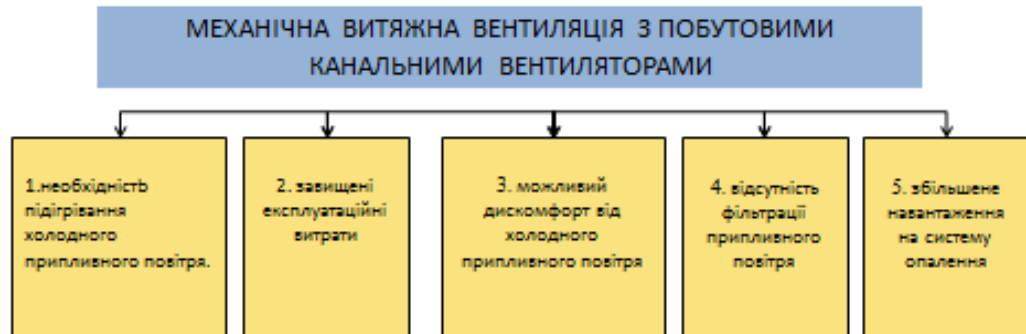 МЕХАНІЧНА ВИТЯЖНА ВЕНТИЛЯЦІЯ З ПОБУТОВИМИ
КАНАЛЬНИМИ ВЕНТИЛЯТОРАМИ
1.необхідність
підігрівання
холодного
припливного повітря.
2. завищені
експлуатаційні
витрати
3. можливий
дискомфорт від
холодного
припливного повітря
4. відсутність
фільтрації
припливного
повітря
5. збільшене
навантаження
на систему
опалення